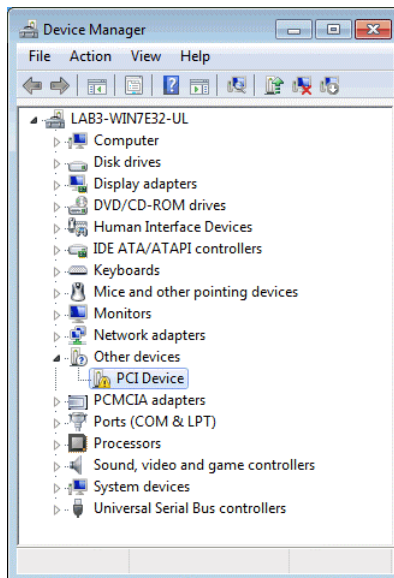 Device Manager
File Action View Help
LAB3-WIN7E32-UL
Computer
Disk drives
Display adapters
DVD/CD-ROM drives
Human Interface Devices
IDE ATA/ATAPI controllers
Keyboards
Mice and other pointing devices
Monitors
Network adapters
Other devices
PCI Device
PCMCIA adapters
Ports (COM & LPT)
Processors
Sound, video and game controllers
System devices
Universal Serial Bus controllers